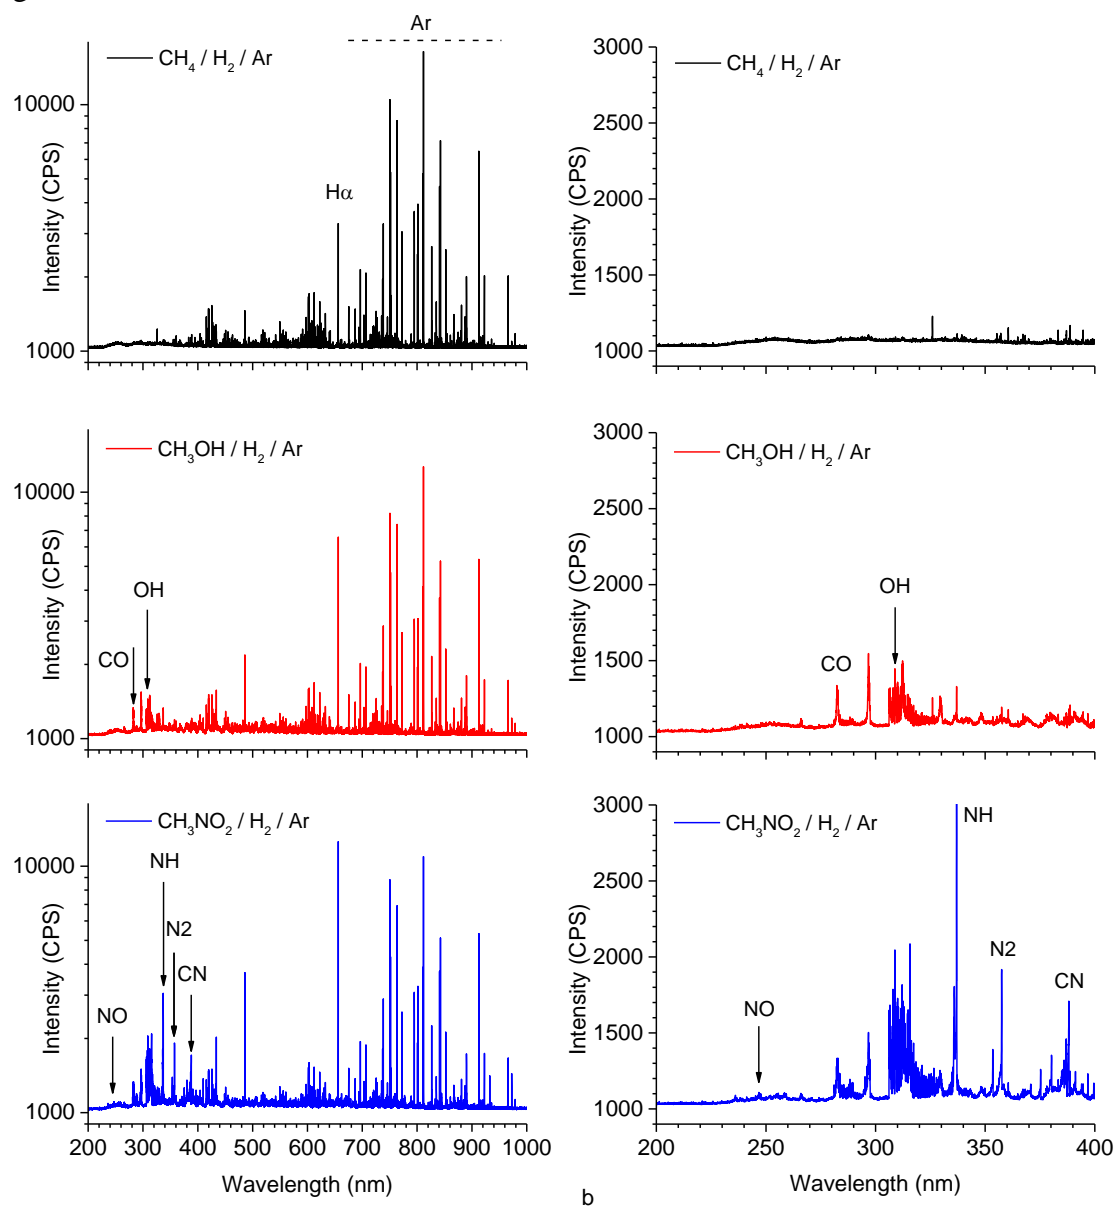 Ar
CH4 / H2 / Ar
10000
Hα
1000
Intensity (CPS)
3000
CH4 / H2 / Ar
2500
2000
1500
1000
Intensity (CPS)
CH3OH / H2 / Ar
10000
OH
CO
1000
Intensity (CPS)
3000
CH3OH / H2 / Ar
2500
2000
OH
CO
1500
1000
Intensity (CPS)
CH3NO2 / H2 / Ar
10000
NH
N2
CN
NO
1000
Intensity (CPS)
200 300 400 500 600 700 800 900 1000
Wavelength (nm)
3000
CH3NO2 / H2 / Ar
NH
2500
2000
N2
CN
NO
1500
1000
Intensity (CPS)
200 250 300 350 400
Wavelength (nm)
b